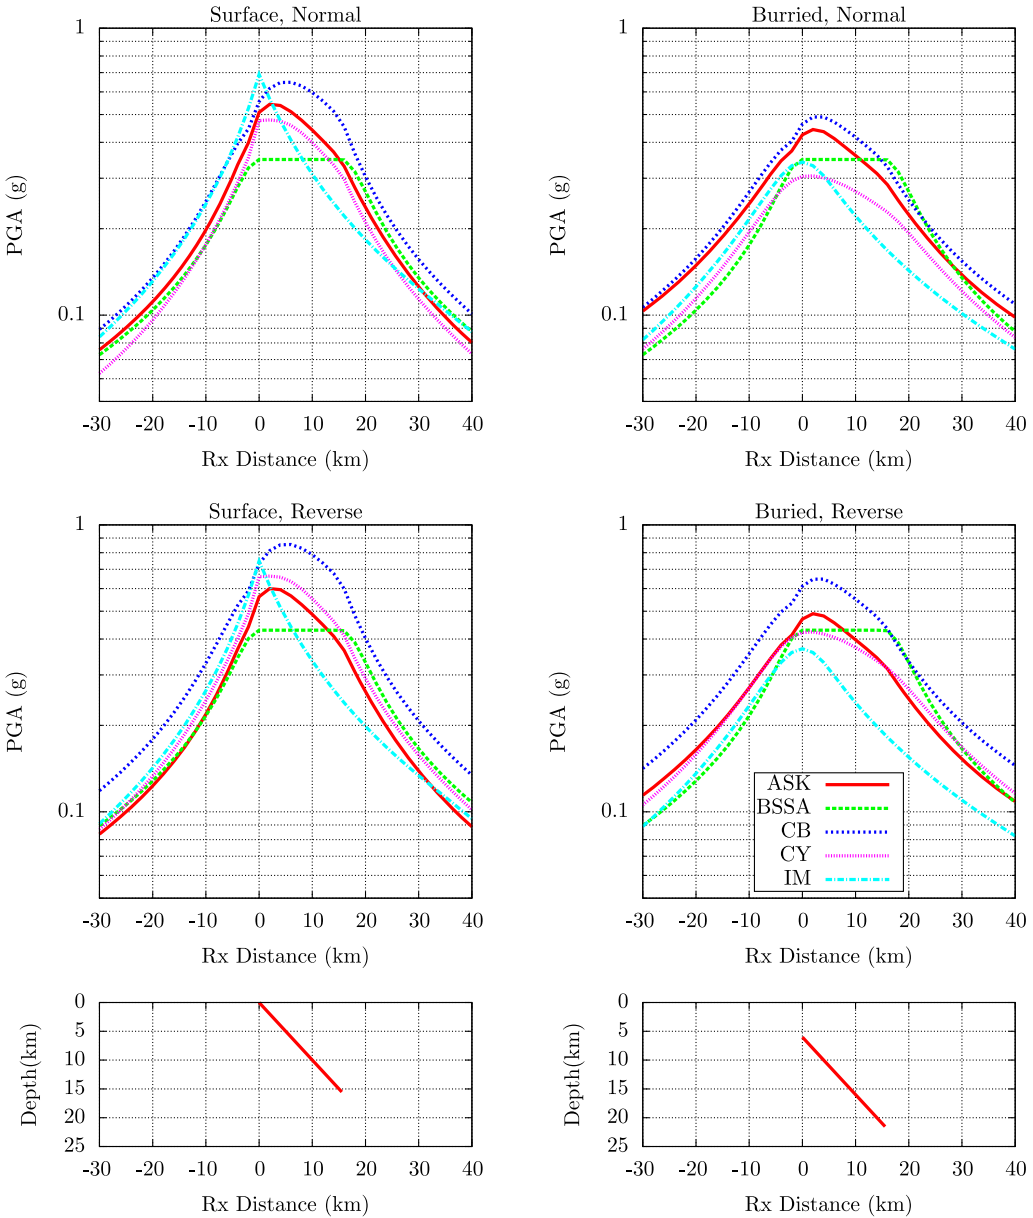 Surface, Normal
1
0.1
PGA (g)
-30 -20 -10 0 10 20 30 40
Rx Distance (km)
Burried, Normal
1
0.1
PGA (g)
-30 -20 -10 0 10 20 30 40
Rx Distance (km)
Surface, Reverse
1
0.1
PGA (g)
-30 -20 -10 0 10 20 30 40
Rx Distance (km)
Buried, Reverse
1
0.1
PGA (g)
ASK
BSSA
CB
CY
IM
-30 -20 -10 0 10 20 30 40
Rx Distance (km)
0
5
10
15
20
25
Depth(km)
-30 -20 -10 0 10 20 30 40
Rx Distance (km)
0
5
10
15
20
25
Depth(km)
-30 -20 -10 0 10 20 30 40
Rx Distance (km)